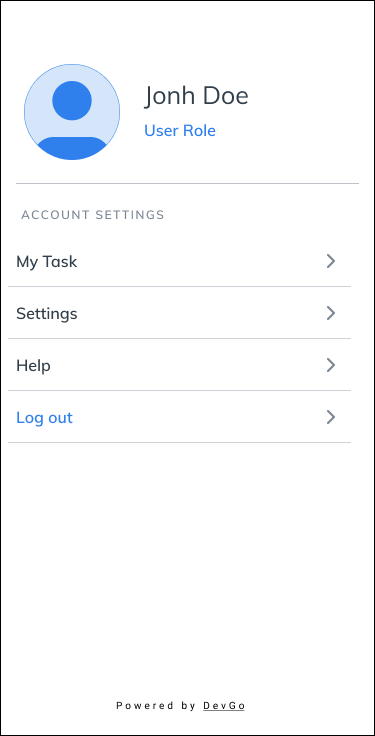 Jonh Doe
User Role
ACCOUNT SETTINGS
My Task
Settings
Help
Log out
Powered by DevGo